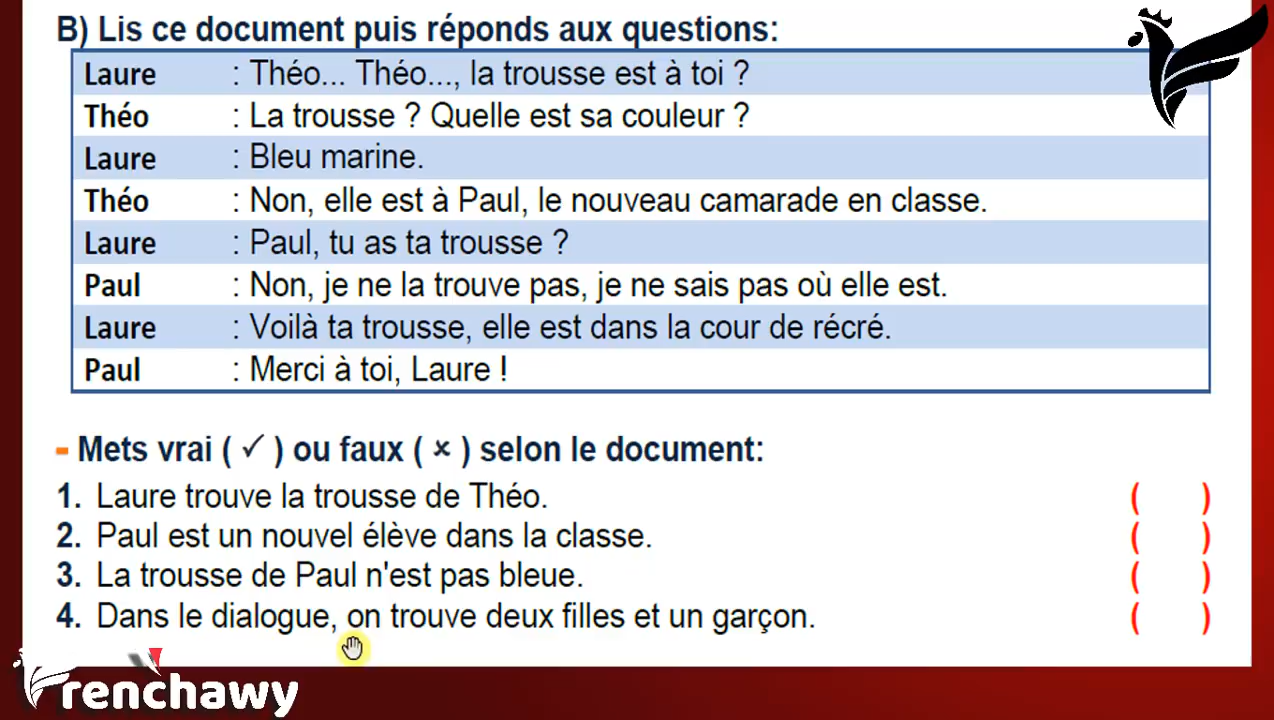 B) Lis ce document puis réponds aux questions:
Laure : Théo... Théo..., la trousse est à toi ?
Théo : La trousse ? Quelle est sa couleur ?
Laure : Bleu marine.
Théo : Non, elle est à Paul, le nouveau camarade en classe.
Laure : Paul, tu as ta trousse ?
Paul : Non, je ne la trouve pas, je ne sais pas où elle est.
Laure : Voilà ta trousse, elle est dans la cour de récré.
Paul : Merci à toi, Laure !
- Mets vrai ( ✓ ) ou faux ( × ) selon le document:
1. Laure trouve la trousse de Théo. ( )
2. Paul est un nouvel élève dans la classe. ( )
3. La trousse de Paul n'est pas bleue. ( )
4. Dans le dialogue, on trouve deux filles et un garçon. ( )
Frenchawy